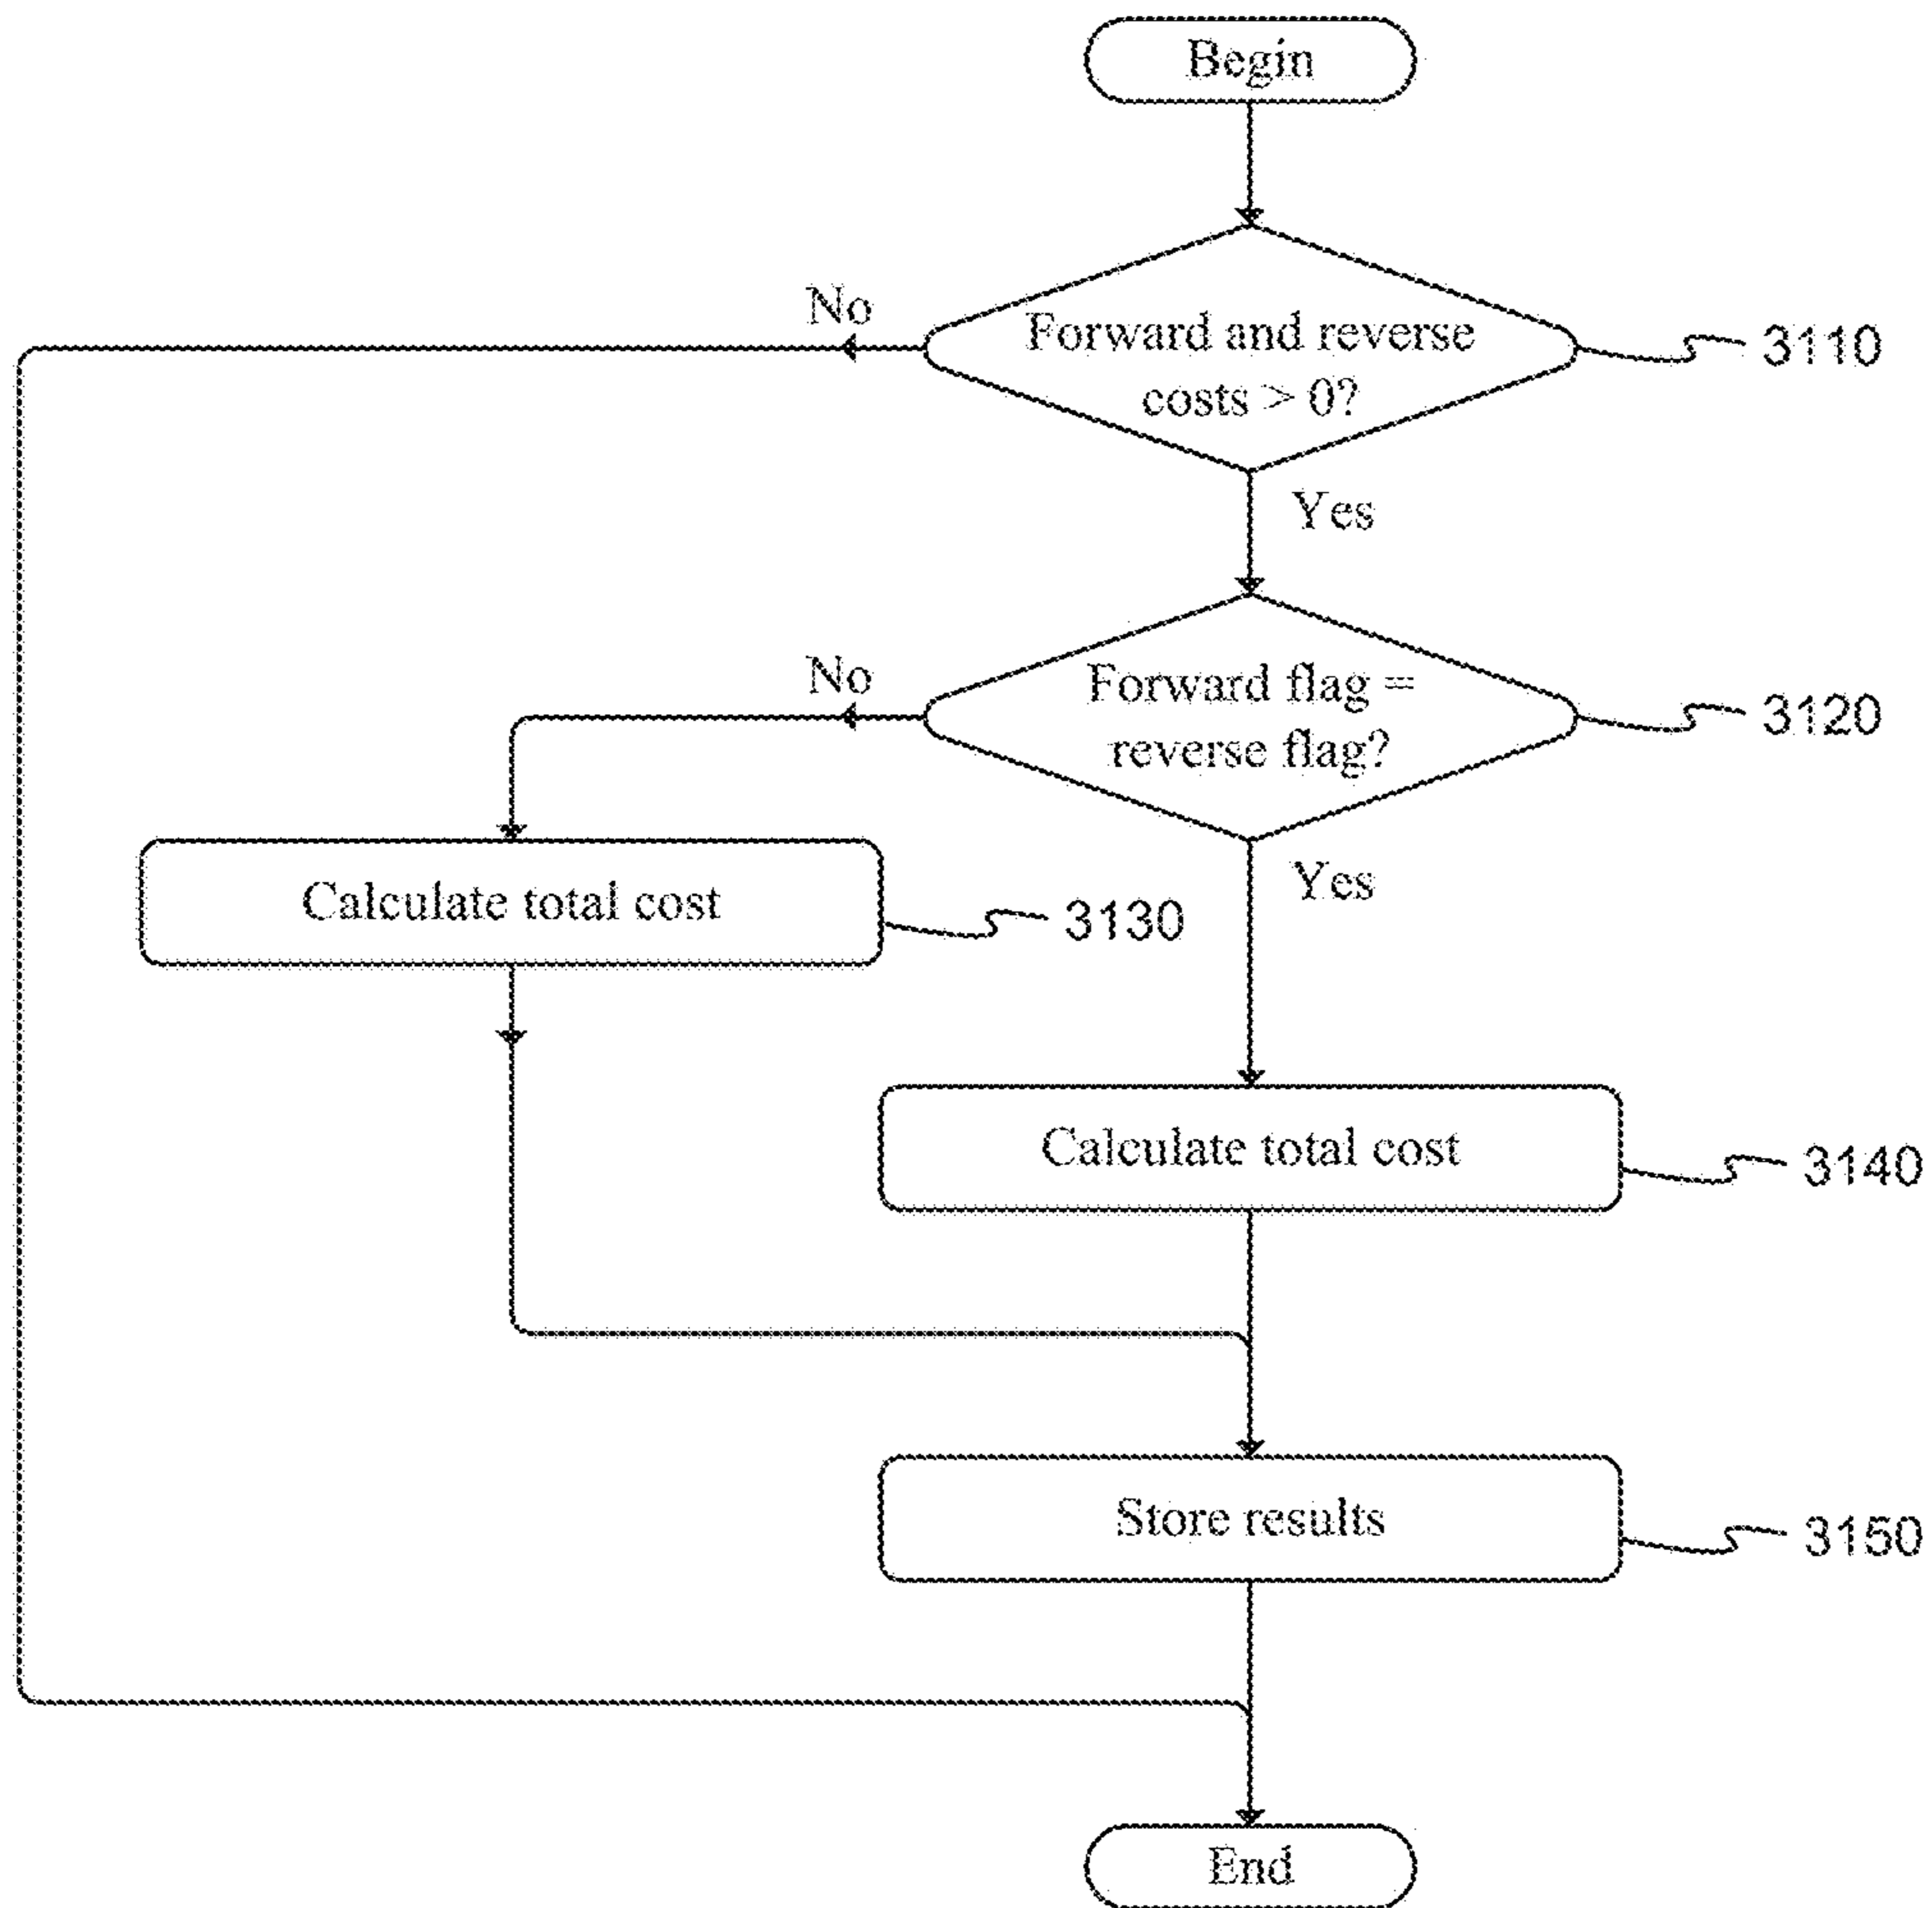 Begin
No
Forward and reverse
costs > 0?
3110
Yes
No
Forward flag =
reverse flag?
3120
Calculate total cost
3130
Yes
Calculate total cost
3140
Store results
3150
End